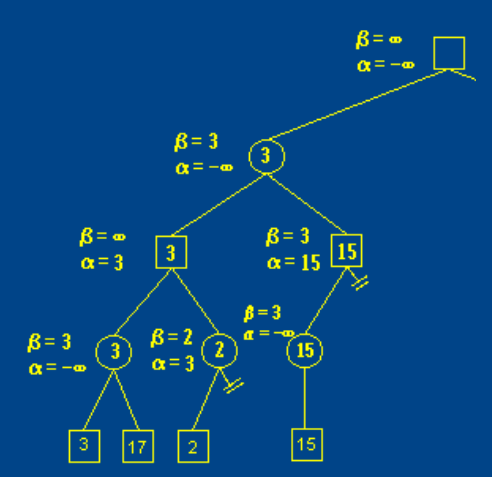 β = ∞
α = -∞
β = 3
α = -∞
3
β = ∞
α = 3
3
β = 3
α = 15
15
β = 3
α = -∞
3
β = 2
α = 3
2
β = 3
α = -∞
15
3
17
2
15